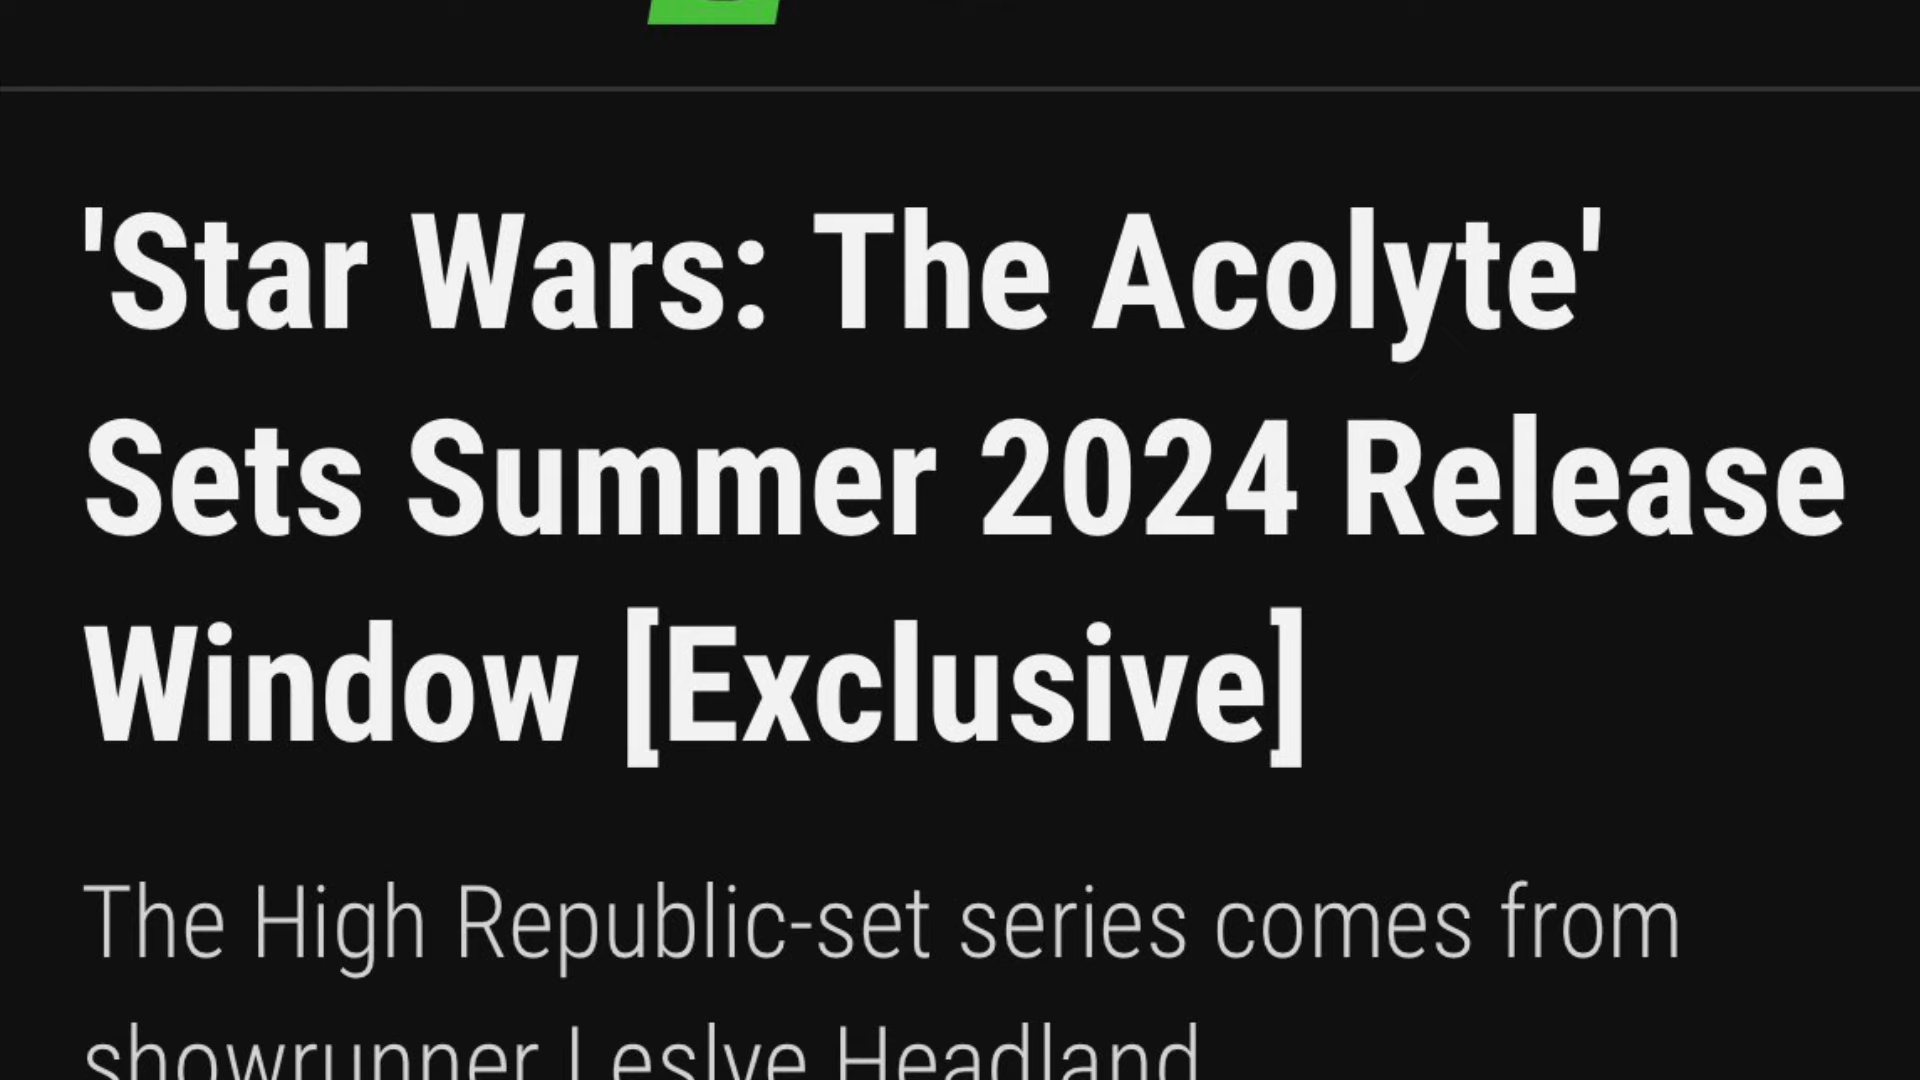 'Star Wars: The Acolyte'
Sets Summer 2024 Release
Window [Exclusive]
The High Republic-set series comes from
showrunner Leslye Headland